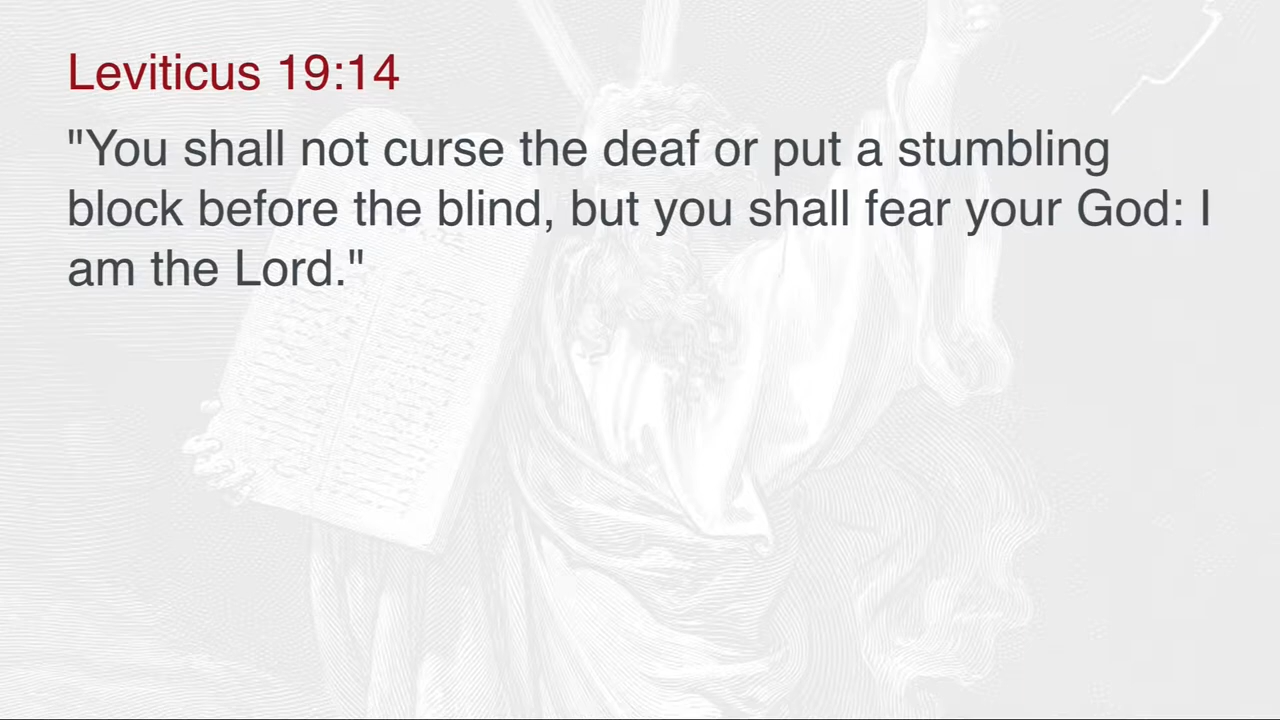 Leviticus 19:14
"You shall not curse the deaf or put a stumbling
block before the blind, but you shall fear your God: I
am the Lord."